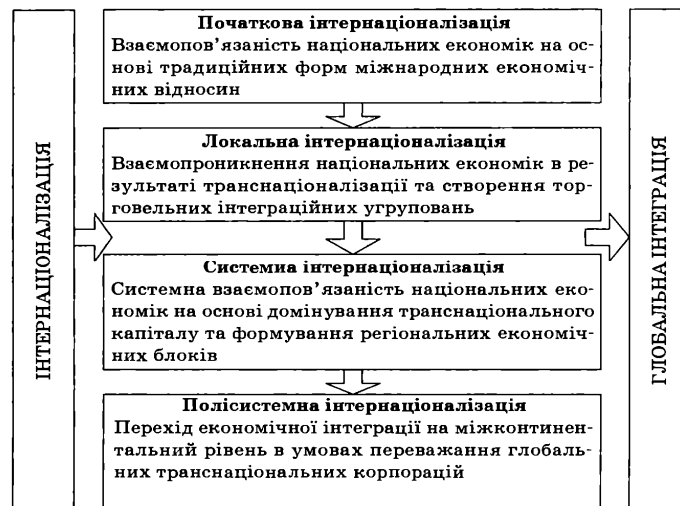 ІНТЕРНАЦІОНАЛІЗАЦІЯ
Початкова інтернаціоналізація
Взаємопов’язаність національних економік на ос-
нові традиційних форм міжнародних економіч-
них відносин
Локальна інтернаціоналізація
Взаємопроникнення національних економік в ре-
зультаті транснаціоналізації та створення тор-
говельних інтеграційних угруповань
Системиа інтернаціоналізація
Системна взаємопов’язаність національних еко-
номік на основі домінування транснаціонального
капіталу та формування регіональних економіч-
них блоків
Полісистемна інтернаціоналізація
Перехід економічної інтеграції на міжконтинен-
тальний рівень в умовах переважання глобаль-
них транснаціональних корпорацій
ГЛОБАЛЬНА ІНТЕГРАЦІЯ